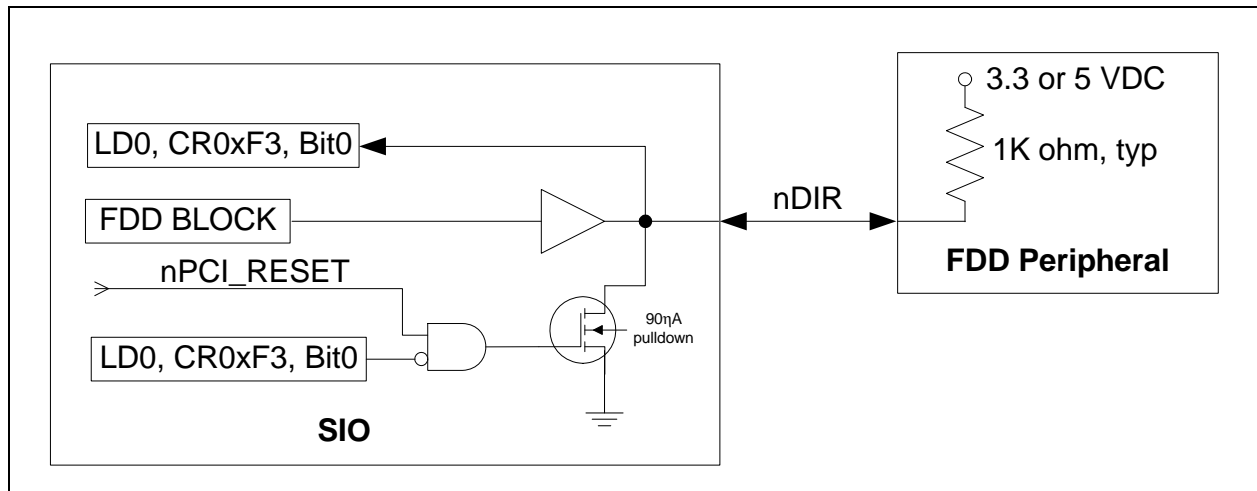 3.3 or 5 VDC
LD0, CR0xF3, Bit0
1K ohm, typ
nDIR
FDD BLOCK
FDD Peripheral
nPCI_RESET
90ηA
pulldown
LD0, CR0xF3, Bit0
SIO